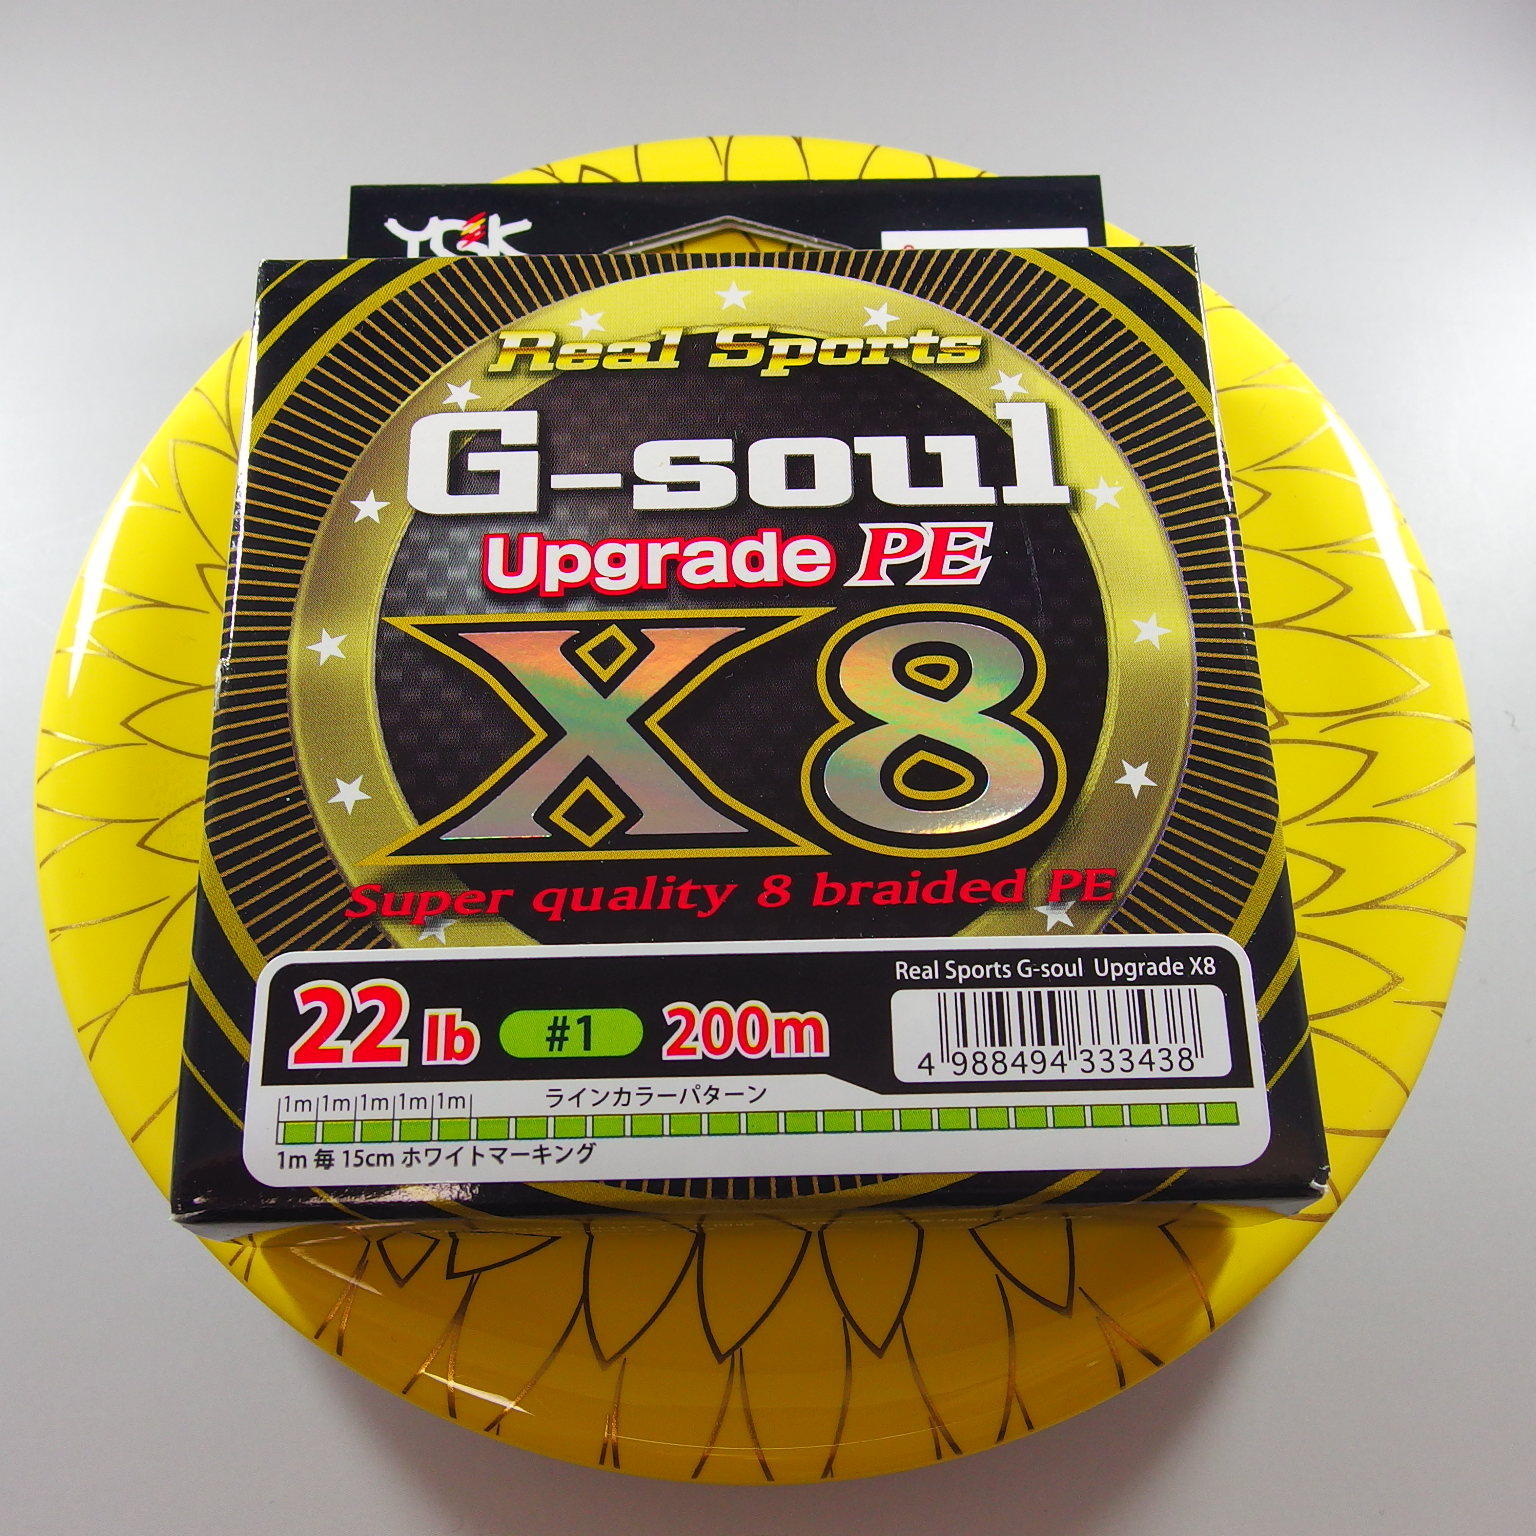 YGK
Real Sports
G-soul
Upgrade PE
X8
Super quality 8 braided PE
22 lb #1 200m
Real Sports G-soul Upgrade X8
4 988494 333438
1m 1m 1m 1m 1m
ラインカラーパターン
1m 毎 15cm ホワイトマーキング